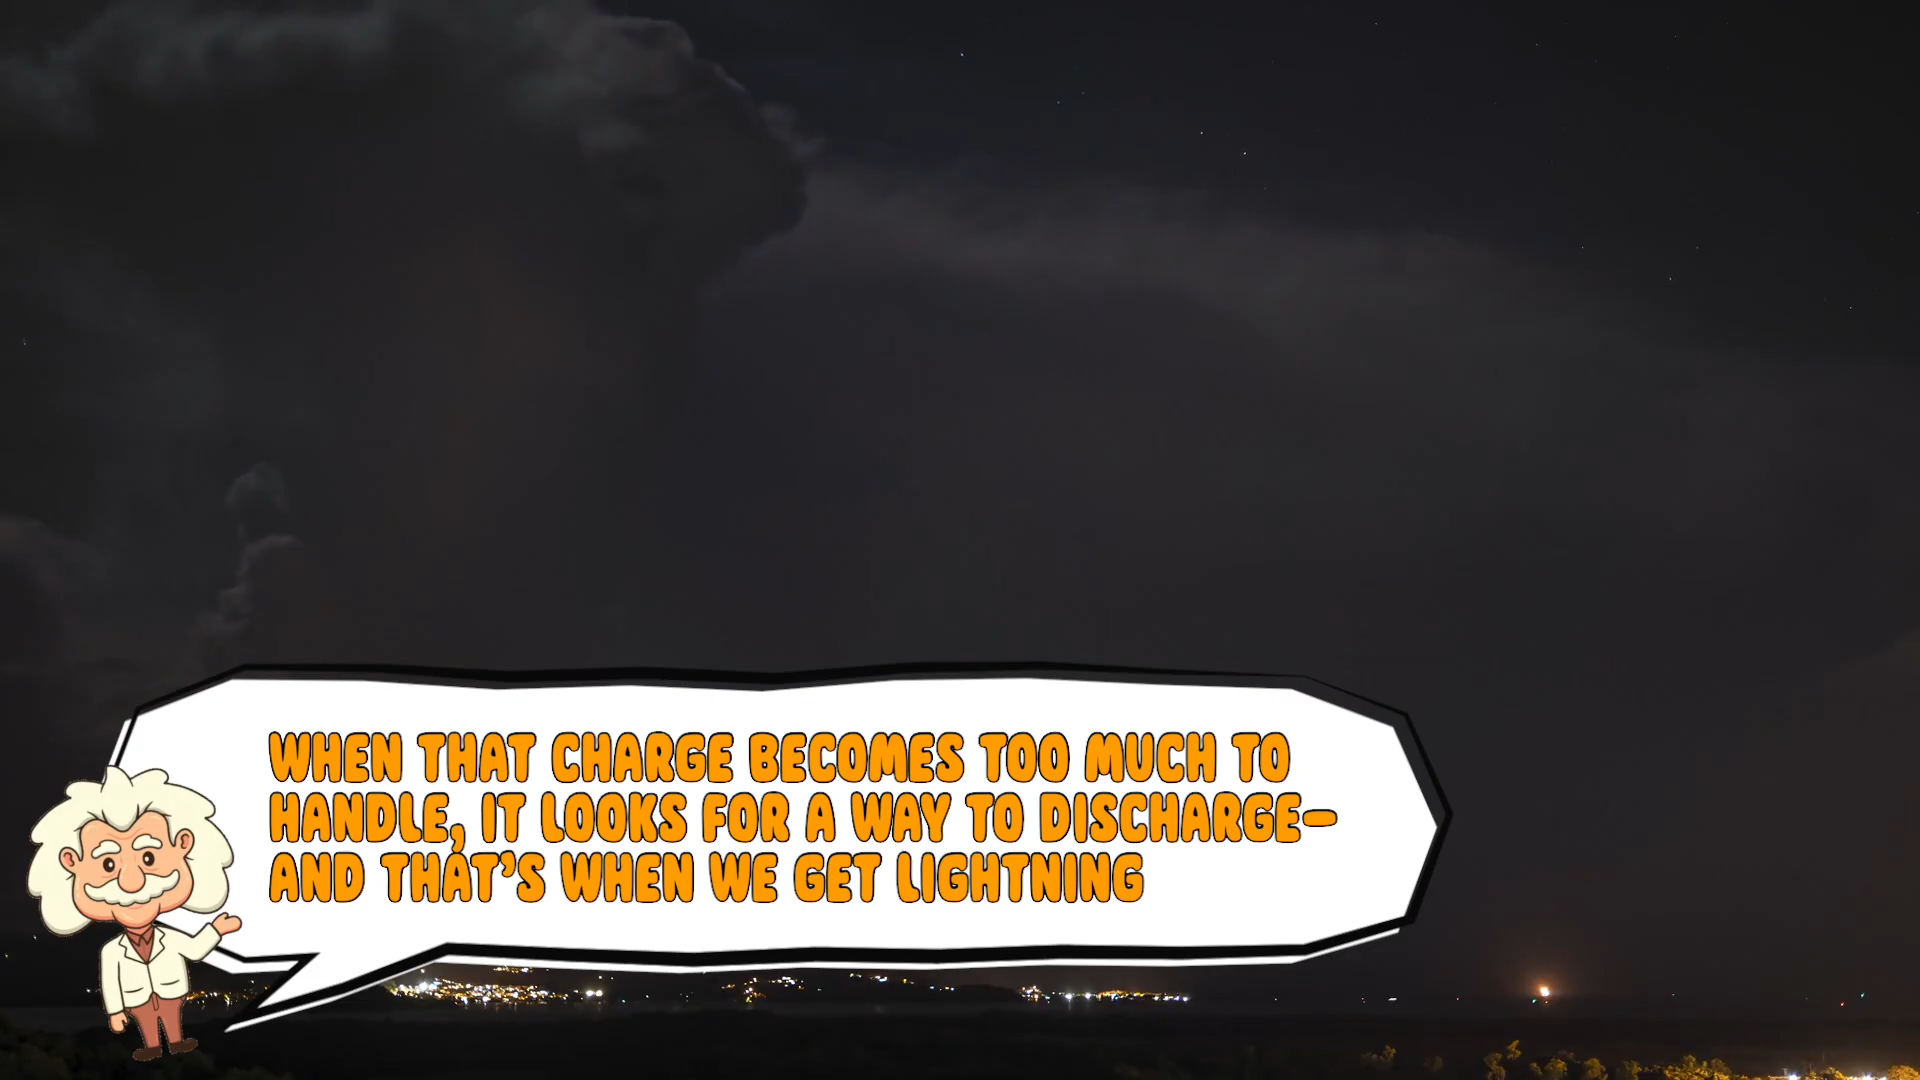 WHEN THAT CHARGE BECOMES TOO MUCH TO
HANDLE, IT LOOKS FOR A WAY TO DISCHARGE–
AND THAT'S WHEN WE GET LIGHTNING